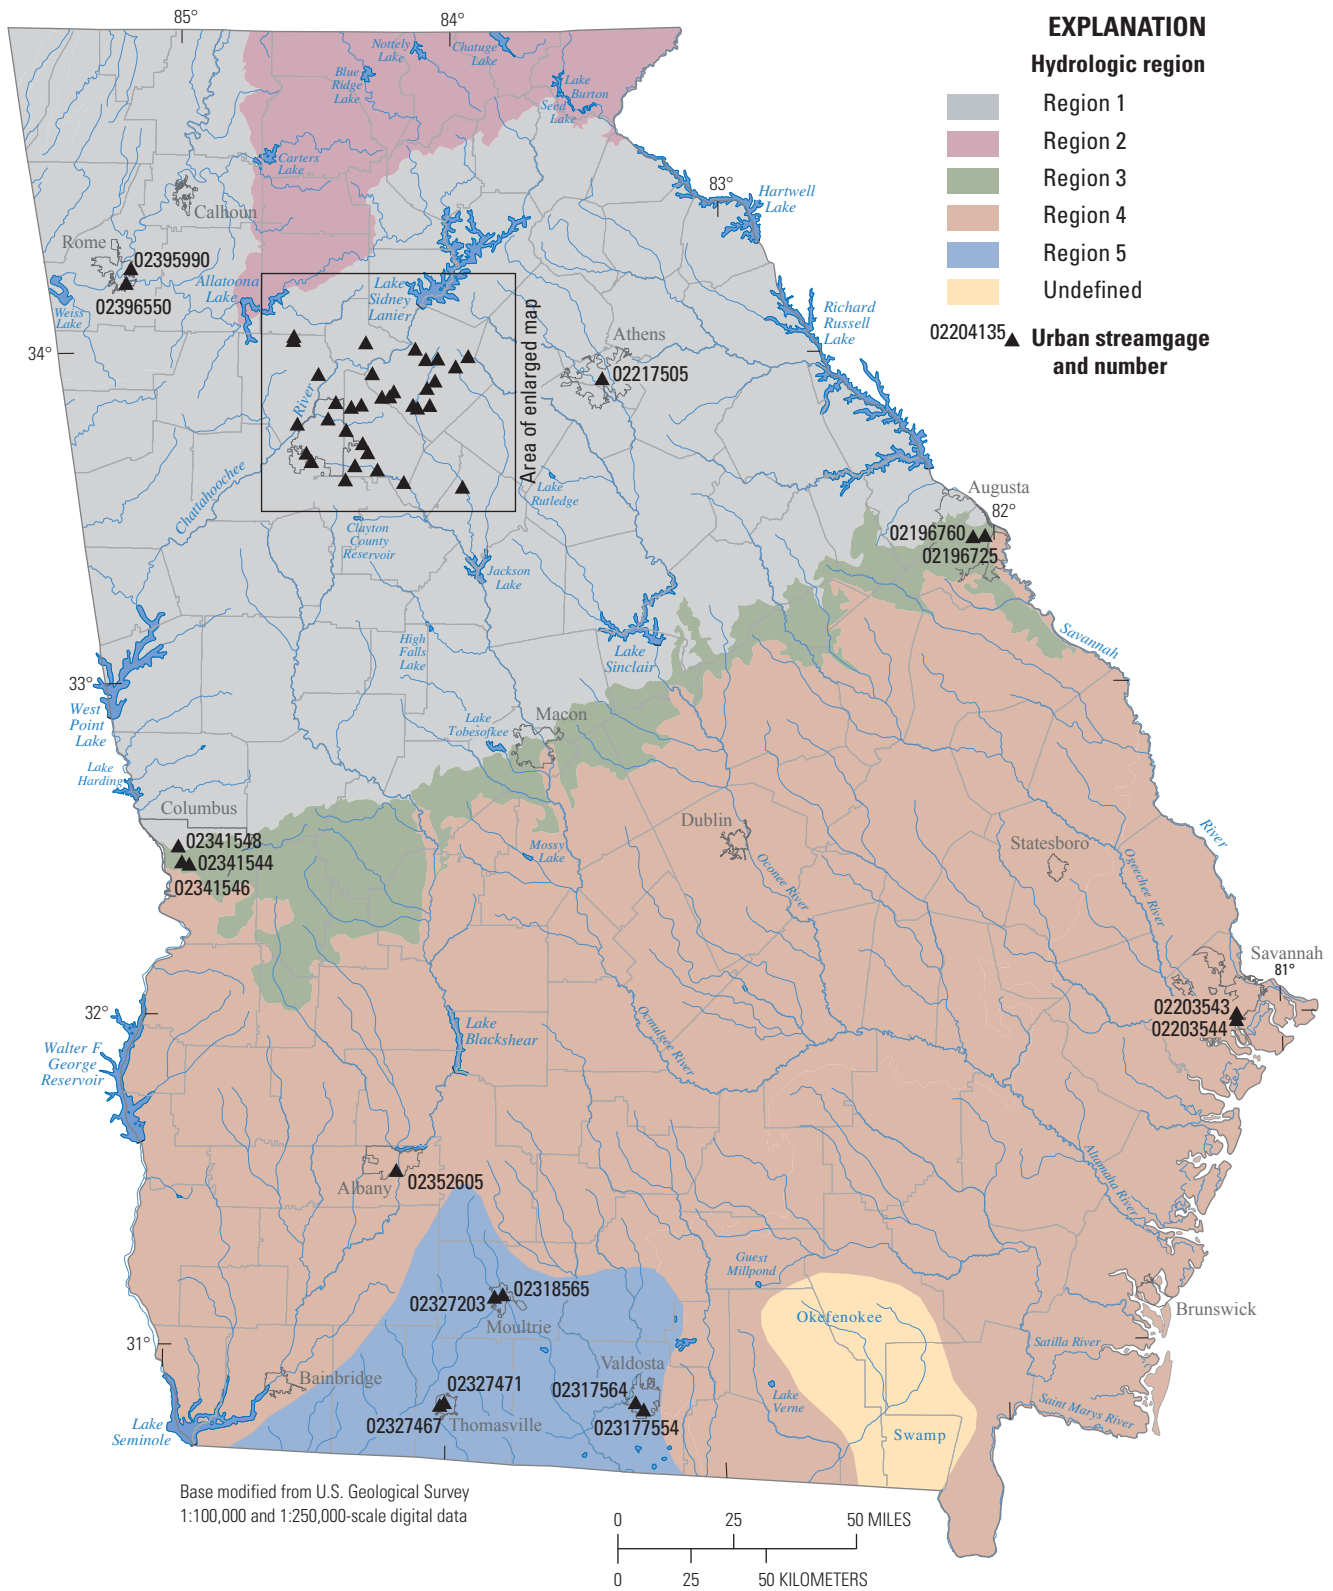 85°
84°
EXPLANATION
Hydrologic region
Region 1
Region 2
Region 3
Region 4
Region 5
Undefined
02204135
Urban streamgage
and number
Nottely
Lake
Chatuge
Lake
Blue
Ridge
Lake
Lake
Burton
Seed
Lake
Carters
Lake
83°
Hartwell
Lake
Calhoun
Rome
02395990
02396550
Weiss
Lake
Allatoona
Lake
Lake
Sidney
Lanier
Area of enlarged map
34°
Richard
Russell
Lake
Athens
02217505
River
Chattahoochee
Clayton
County
Reservoir
Lake
Rutledge
Jackson
Lake
Augusta
82°
02196760
02196725
Savannah
High
Falls
Lake
Lake
Sinclair
33°
West
Point
Lake
Lake
Tobesofkee
Macon
Lake
Harding
Columbus
02341548
02341544
02341546
Mossy
Lake
Dublin
Statesboro
River
Oconee River
Ogeechee River
Savannah
81°
02203543
02203544
32°
Walter F
George
Reservoir
Lake
Blackshear
Ocmulgee River
Altamaha River
Albany
02352605
Guest
Millpond
02318565
02327203
Moultrie
Okefenokee
Brunswick
31°
Satilla River
Bainbridge
Valdosta
02327471
02317564
02327467
Thomasville
023177554
Lake
Verne
Saint Marys River
Lake
Seminole
Swamp
Base modified from U.S. Geological Survey
1:100,000 and 1:250,000-scale digital data
0 25 50 MILES
0 25 50 KILOMETERS